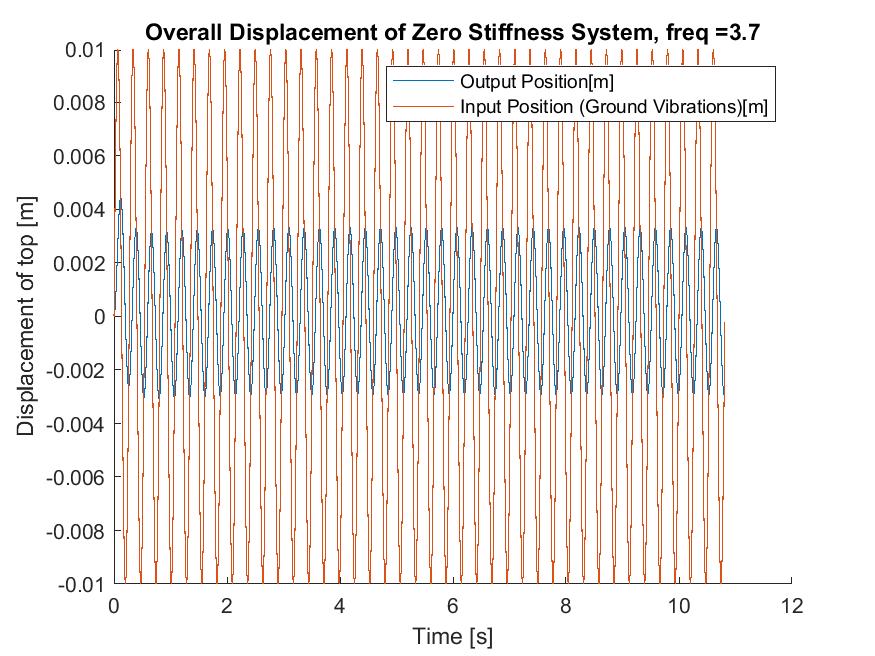 Overall Displacement of Zero Stiffness System, freq =3.7
0.01
0.008
0.006
0.004
0.002
0
-0.002
-0.004
-0.006
-0.008
-0.01
Displacement of top [m]
Output Position[m]
Input Position (Ground Vibrations)[m]
0 2 4 6 8 10 12
Time [s]